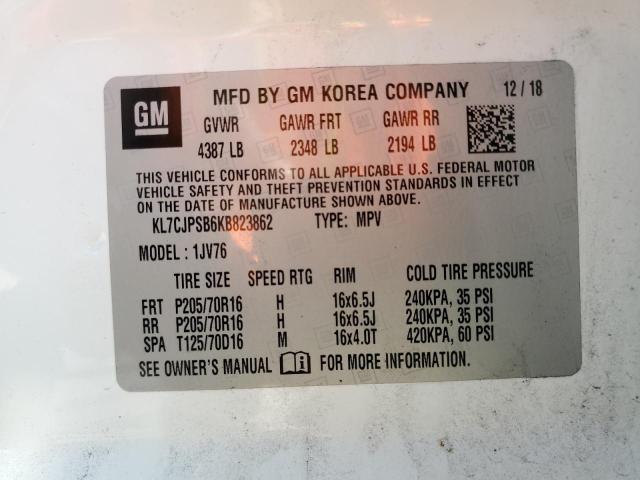 GM MFD BY GM KOREA COMPANY 12/18
GVWR GAWR FRT GAWR RR
4387 LB 2348 LB 2194 LB
THIS VEHICLE CONFORMS TO ALL APPLICABLE U.S. FEDERAL MOTOR
VEHICLE SAFETY AND THEFT PREVENTION STANDARDS IN EFFECT
ON THE DATE OF MANUFACTURE SHOWN ABOVE.
KL7CJPSB6KB823862 TYPE: MPV
MODEL : 1JV76
TIRE SIZE SPEED RTG RIM COLD TIRE PRESSURE
FRT P205/70R16 H 16x6.5J 240KPA, 35 PSI
RR P205/70R16 H 16x6.5J 240KPA, 35 PSI
SPA T125/70D16 M 16x4.0T 420KPA, 60 PSI
SEE OWNER'S MANUAL FOR MORE INFORMATION.